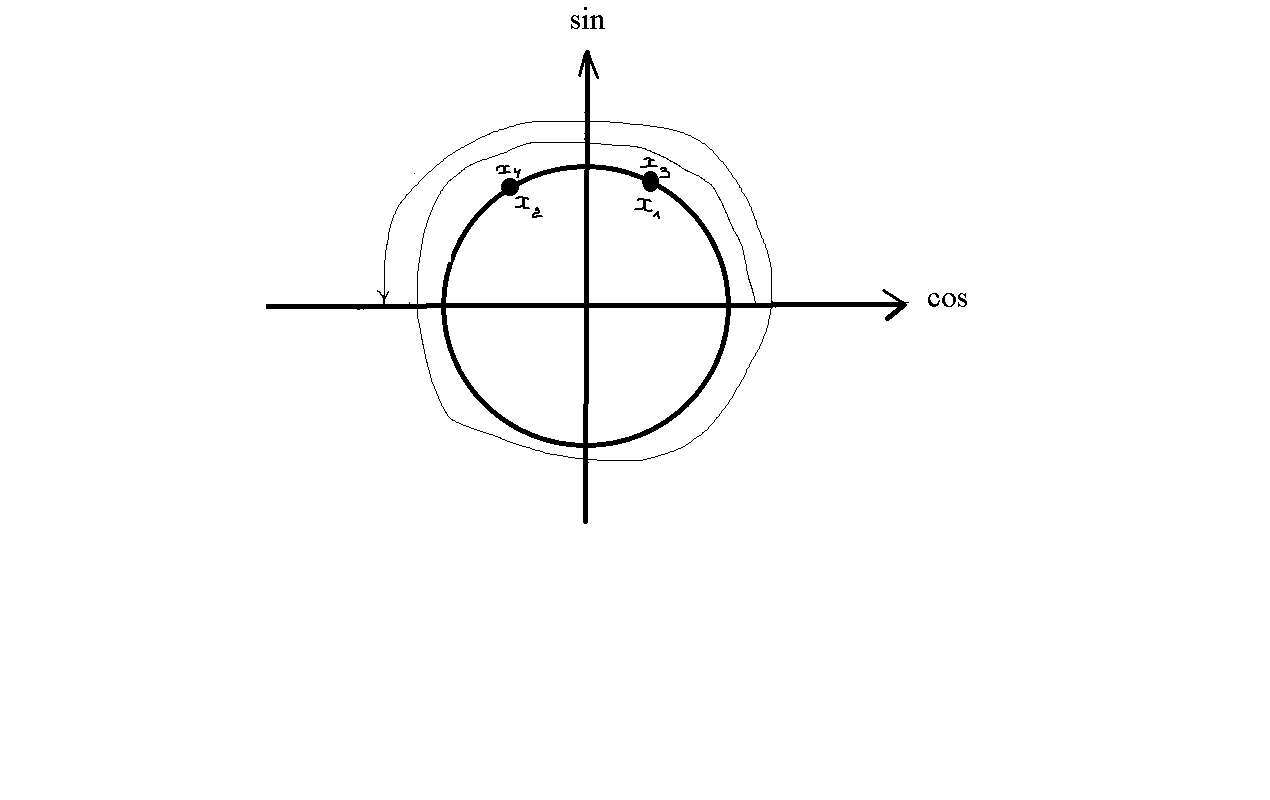 sin
x₄ x₃
x₂ x₁
cos